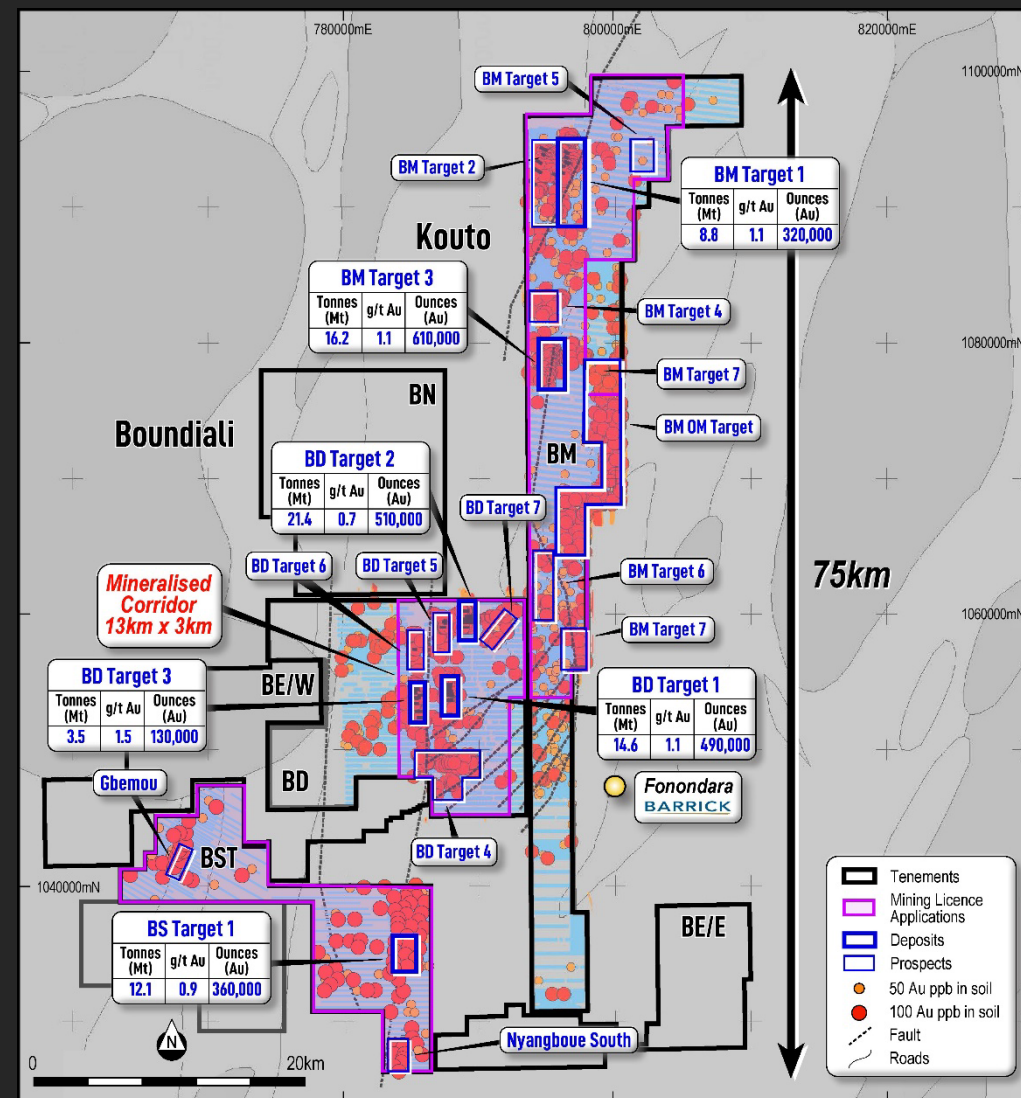 780000mE
800000mE
820000mE
1100000mN
BM Target 5
BM Target 2
BM Target 1
Tonnes (Mt) g/t Au Ounces (Au)
8.8 1.1 320,000
Kouto
BM Target 3
Tonnes (Mt) g/t Au Ounces (Au)
16.2 1.1 610,000
BM Target 4
1080000mN
BM Target 7
BN
BM OM Target
Boundiali
BM
BD Target 2
Tonnes (Mt) g/t Au Ounces (Au)
21.4 0.7 510,000
BD Target 7
BD Target 6
BD Target 5
BM Target 6
75km
Mineralised
Corridor
13km x 3km
1060000mN
BM Target 7
BD Target 3
Tonnes (Mt) g/t Au Ounces (Au)
3.5 1.5 130,000
BE/W
BD Target 1
Tonnes (Mt) g/t Au Ounces (Au)
14.6 1.1 490,000
Gbemou
BD
Fonondara
BARRICK
BD Target 4
BST
1040000mN
BS Target 1
Tonnes (Mt) g/t Au Ounces (Au)
12.1 0.9 360,000
BE/E
Nyangboue South
N
0 20km
Tenements
Mining Licence
Applications
Deposits
Prospects
50 Au ppb in soil
100 Au ppb in soil
Fault
Roads